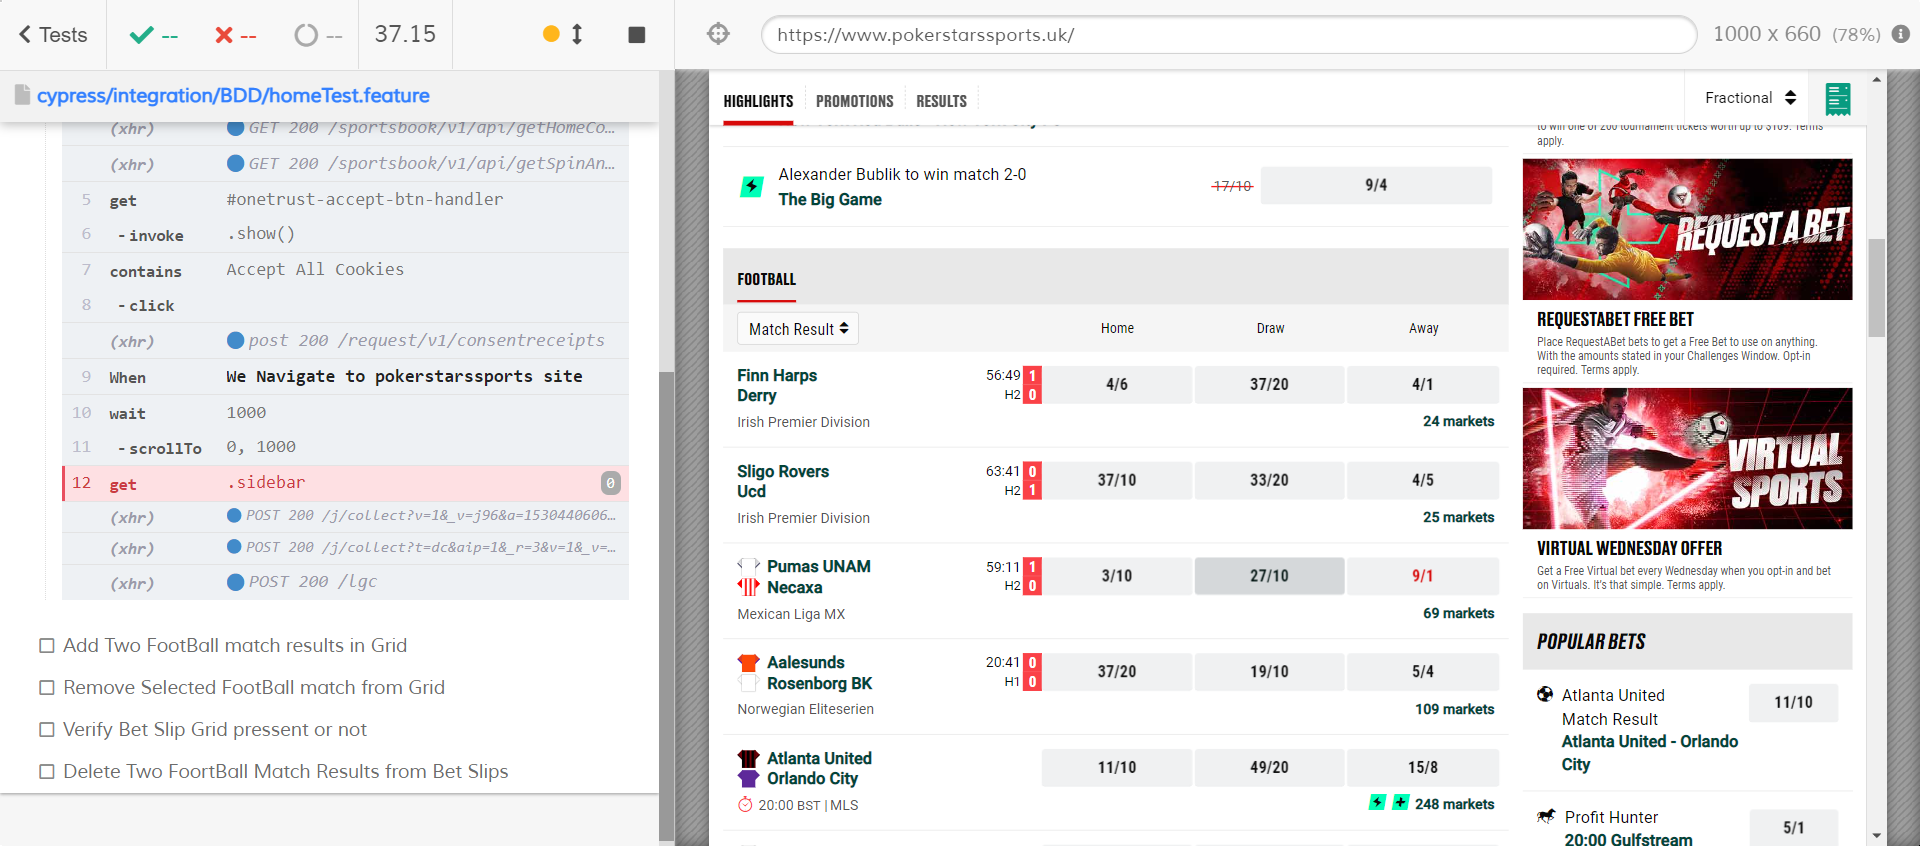 Tests
--
--
--
37.15
https://www.pokerstarssports.uk/
1000 x 660 (78%)
cypress/integration/BDD/homeTest.feature
(xhr) GET 200 /sportsbook/v1/api/getHomeCo…
(xhr) GET 200 /sportsbook/v1/api/getSpinAn…
5 get #onetrust-accept-btn-handler
6 - invoke .show()
7 contains Accept All Cookies
8 - click
(xhr) post 200 /request/v1/consentreceipts
9 When We Navigate to pokerstarssports site
10 wait 1000
11 - scrollTo 0, 1000
12 get .sidebar 0
(xhr) POST 200 /j/collect?v=1&_v=j96&a=1530440606…
(xhr) POST 200 /j/collect?t=dc&aip=1&_r=3&v=1&_v=…
(xhr) POST 200 /lgc
Add Two FootBall match results in Grid
Remove Selected FootBall match from Grid
Verify Bet Slip Grid pressent or not
Delete Two FoortBall Match Results from Bet Slips
HIGHLIGHTS PROMOTIONS RESULTS
Fractional
Alexander Bublik to win match 2-0
The Big Game
17/10 9/4
FOOTBALL
Match Result Home Draw Away
Finn Harps 56:49 1
Derry H2 0
4/6 37/20 4/1
Irish Premier Division 24 markets
Sligo Rovers 63:41 0
Ucd H2 1
37/10 33/20 4/5
Irish Premier Division 25 markets
Pumas UNAM 59:11 1
Necaxa H2 0
3/10 27/10 9/1
Mexican Liga MX 69 markets
Aalesunds 20:41 0
Rosenborg BK H1 0
37/20 19/10 5/4
Norwegian Eliteserien 109 markets
Atlanta United
Orlando City
11/10 49/20 15/8
20:00 BST | MLS 248 markets
to win one of 200 tournament tickets worth up to $109. Terms
apply.
REQUEST A BET
REQUESTABET FREE BET
Place RequestABet bets to get a Free Bet to use on anything.
With the amounts stated in your Challenges Window. Opt-in
required. Terms apply.
VIRTUAL
SPORTS
VIRTUAL WEDNESDAY OFFER
Get a Free Virtual bet every Wednesday when you opt-in and bet
on Virtuals. It's that simple. Terms apply.
POPULAR BETS
Atlanta United
Match Result
Atlanta United - Orlando
City
11/10
Profit Hunter
20:00 Gulfstream
5/1